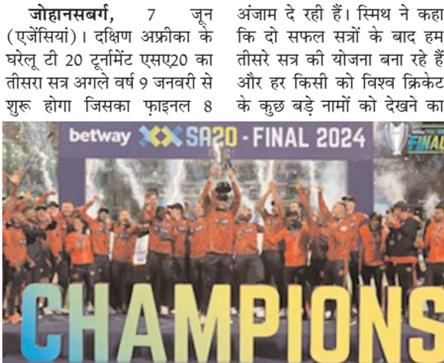 जोहानसबर्ग, 7 जून
(एजेंसियां)। दक्षिण अफ्रीका के
घरेलू टी 20 टूर्नामेंट एसए20 का
तीसरा सत्र अगले वर्ष 9 जनवरी से
शुरू होगा जिसका फ़ाइनल 8
अंजाम दे रही हैं। स्मिथ ने कहा
कि दो सफल सत्रों के बाद हम
तीसरे सत्र की योजना बना रहे हैं
और हर किसी को विश्व क्रिकेट
के कुछ बड़े नामों को देखने का
betway SA20 - FINAL 2024
FINAL
CHAMPIONS